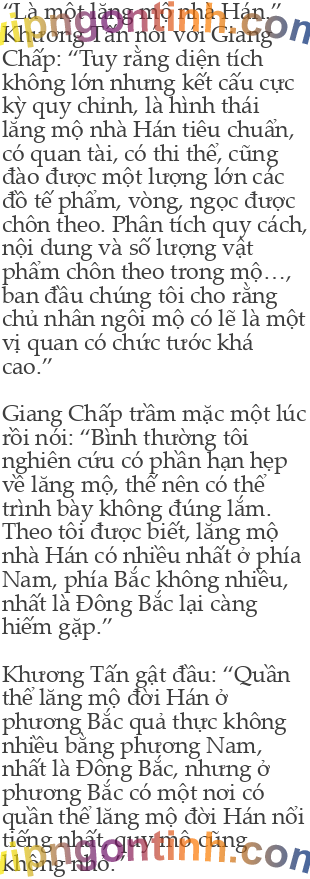 “Là một lăng mộ nhà Hán.”
Khương Tấn nói với Giang
Chấp: “Tuy rằng diện tích
không lớn nhưng kết cấu cực
kỳ quy chỉnh, là hình thái
lăng mộ nhà Hán tiêu chuẩn,
có quan tài, có thi thể, cũng
đào được một lượng lớn các
đồ tế phẩm, vòng, ngọc được
chôn theo. Phân tích quy cách,
nội dung và số lượng vật
phẩm chôn theo trong mộ…,
ban đầu chúng tôi cho rằng
chủ nhân ngôi mộ có lẽ là một
vị quan có chức tước khá
cao.”
Giang Chấp trầm mặc một lúc
rồi nói: “Bình thường tôi
nghiên cứu có phần hạn hẹp
về lăng mộ, thế nên có thể
trình bày không đúng lắm.
Theo tôi được biết, lăng mộ
nhà Hán có nhiều nhất ở phía
Nam, phía Bắc không nhiều,
nhất là Đông Bắc lại càng
hiếm gặp.”
Khương Tấn gật đầu: “Quần
thể lăng mộ đời Hán ở
phương Bắc quả thực không
nhiều bằng phương Nam,
nhất là Đông Bắc, nhưng ở
phương Bắc có một nơi có
quần thể lăng mộ đời Hán nổi
tiếng nhất, quy mô cũng
không nhỏ.”
jipngontinh.com
jipngontinh.com